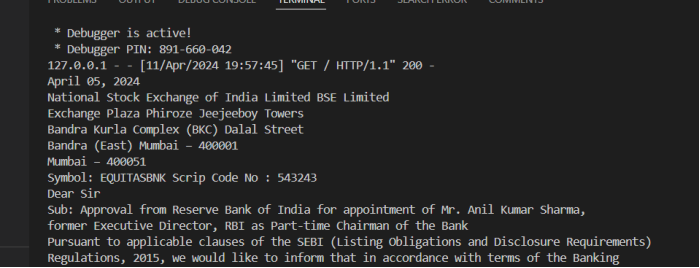 PROBLEMS OUTPUT DEBUG CONSOLE TERMINAL PORTS SEARCH ERROR COMMENTS
* Debugger is active!
* Debugger PIN: 891-660-042
127.0.0.1 - - [11/Apr/2024 19:57:45] "GET / HTTP/1.1" 200 -
April 05, 2024
National Stock Exchange of India Limited BSE Limited
Exchange Plaza Phiroze Jeejeeboy Towers
Bandra Kurla Complex (BKC) Dalal Street
Bandra (East) Mumbai – 400001
Mumbai – 400051
Symbol: EQUITASBNK Scrip Code No : 543243
Dear Sir
Sub: Approval from Reserve Bank of India for appointment of Mr. Anil Kumar Sharma,
former Executive Director, RBI as Part-time Chairman of the Bank
Pursuant to applicable clauses of the SEBI (Listing Obligations and Disclosure Requirements)
Regulations, 2015, we would like to inform that in accordance with terms of the Banking